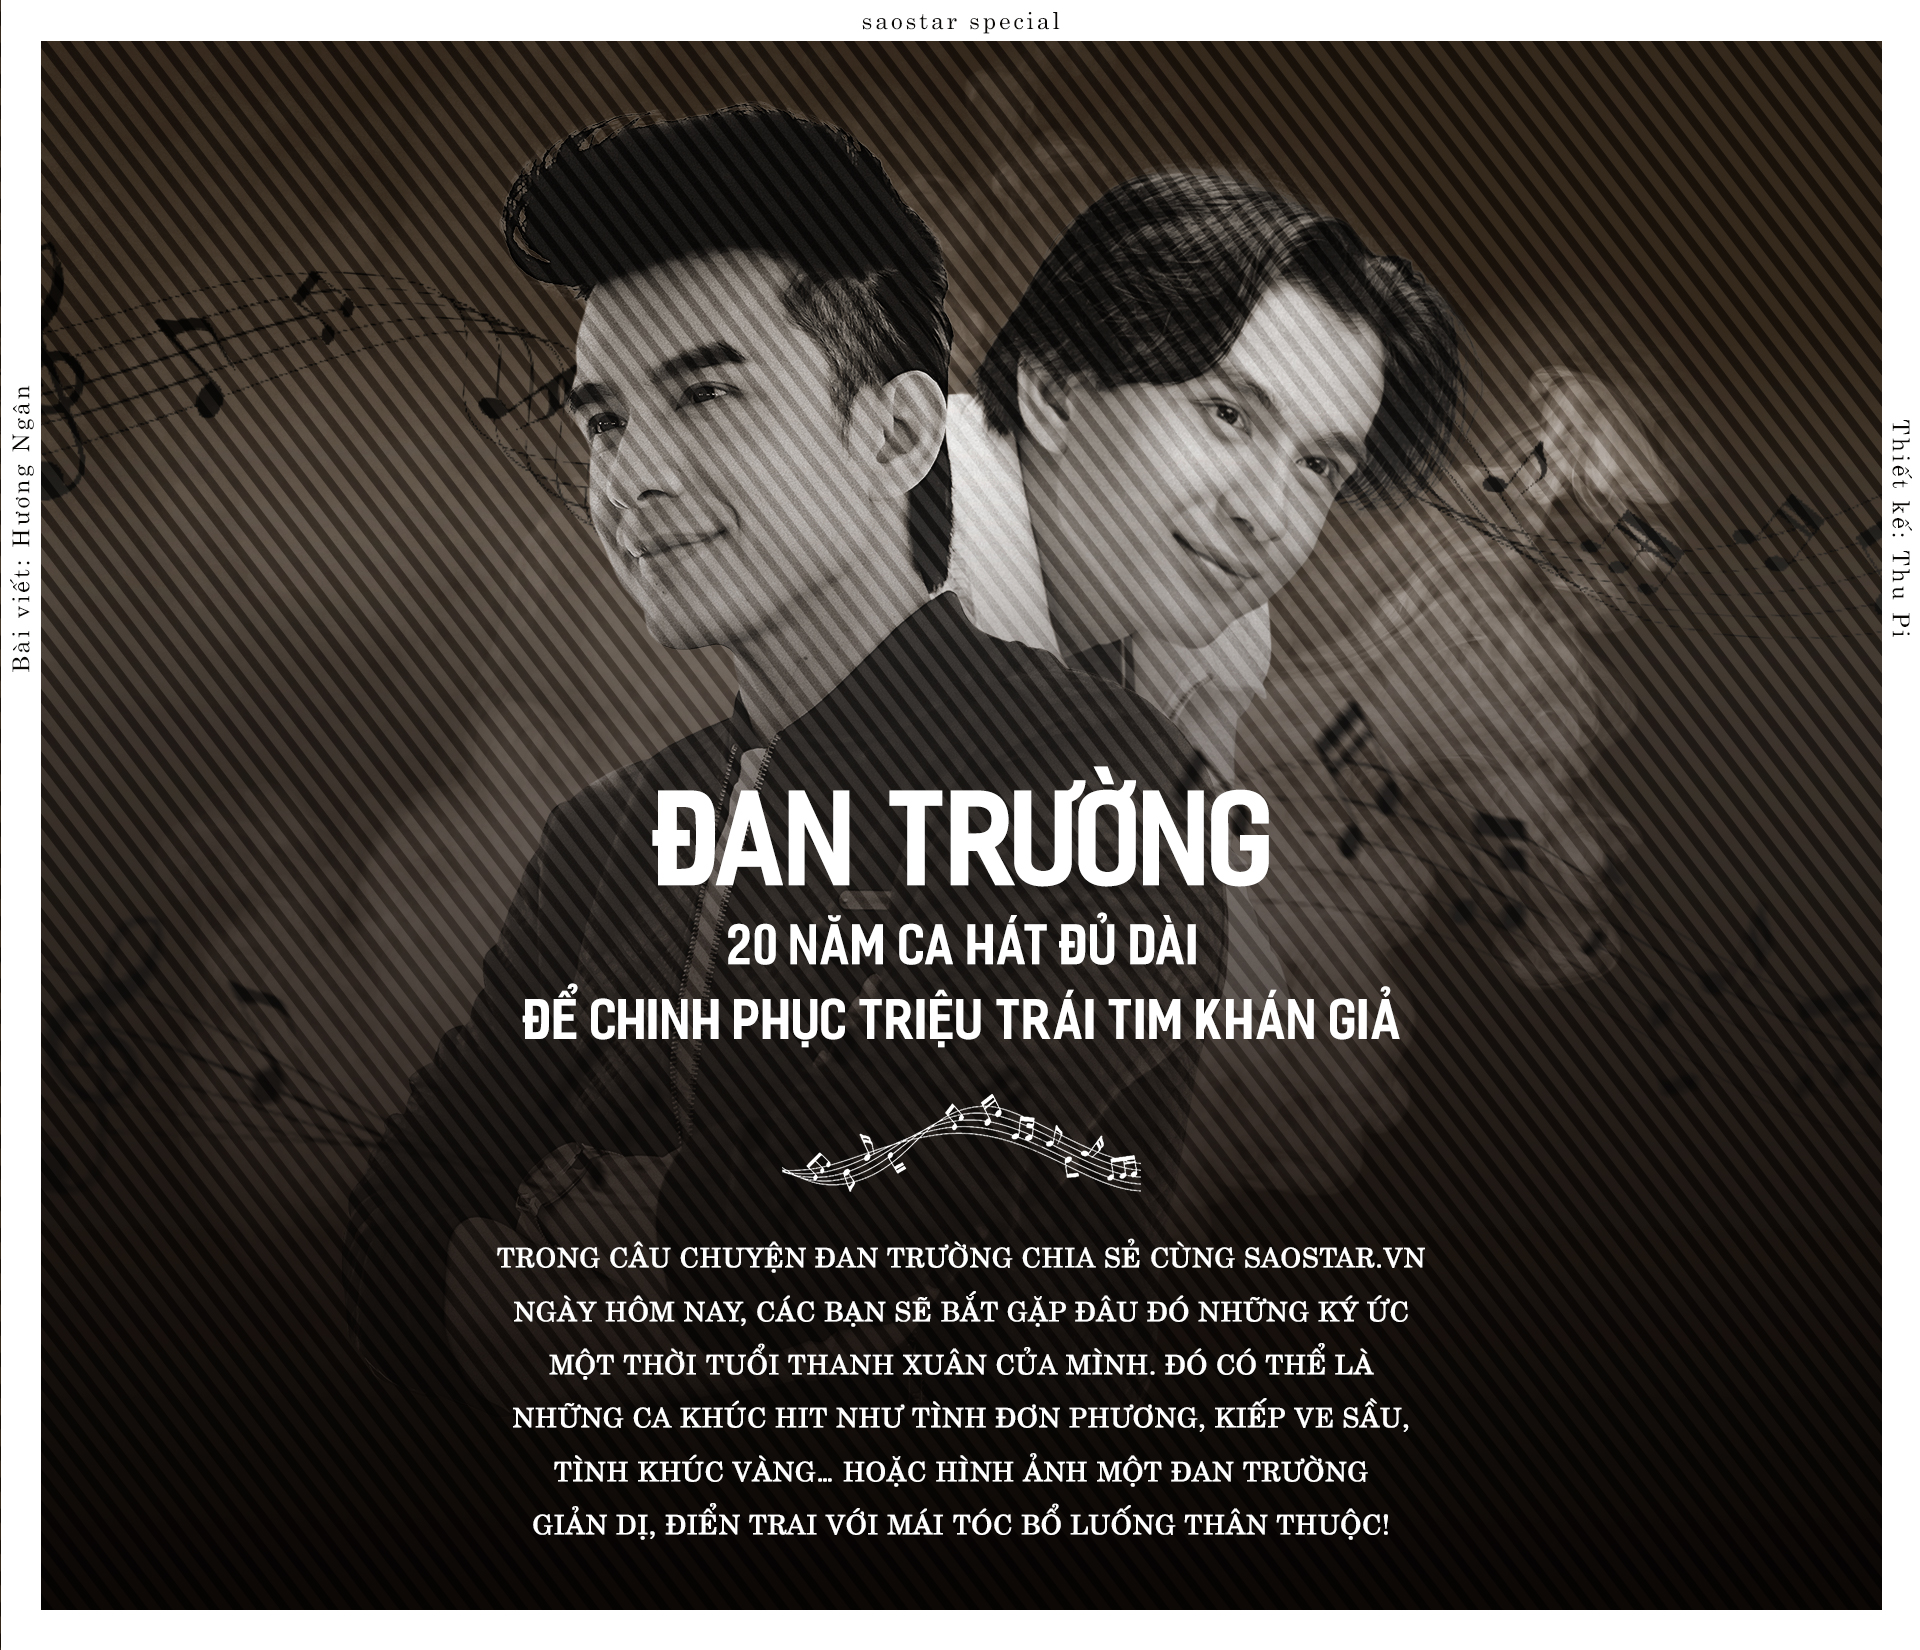 saostar special
Bài viết: Hương Ngân
Thiết kế: Thu Pi
ĐAN TRƯỜNG
20 NĂM CA HÁT ĐỦ DÀI
ĐỂ CHINH PHỤC TRIỆU TRÁI TIM KHÁN GIẢ
TRONG CÂU CHUYỆN ĐAN TRƯỜNG CHIA SẺ CÙNG SAOSTAR.VN
NGÀY HÔM NAY, CÁC BẠN SẼ BẮT GẶP ĐÂU ĐÓ NHỮNG KÝ ỨC
MỘT THỜI TUỔI THANH XUÂN CỦA MÌNH. ĐÓ CÓ THỂ LÀ
NHỮNG CA KHÚC HIT NHƯ TÌNH ĐƠN PHƯƠNG, KIẾP VE SẦU,
TÌNH KHÚC VÀNG... HOẶC HÌNH ẢNH MỘT ĐAN TRƯỜNG
GIẢN DỊ, ĐIỂN TRAI VỚI MÁI TÓC BỔ LUỐNG THÂN THUỘC!